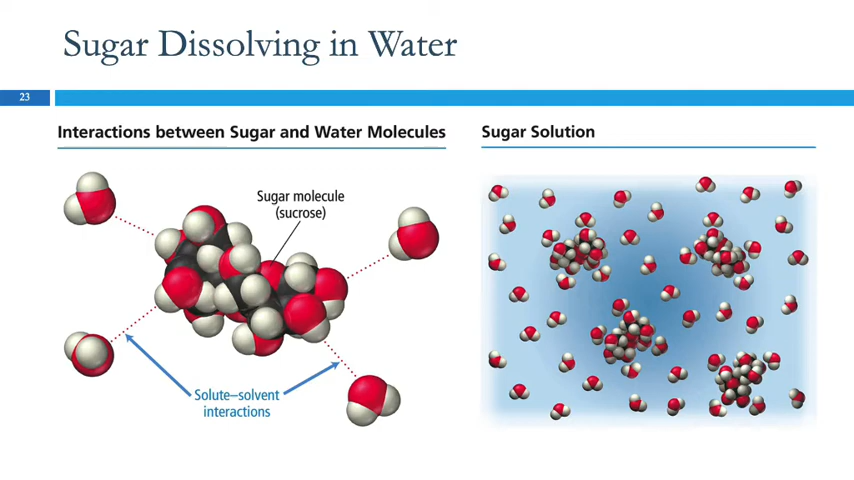 Sugar Dissolving in Water
23
Interactions between Sugar and Water Molecules
Sugar molecule
(sucrose)
Solute–solvent
interactions
Sugar Solution